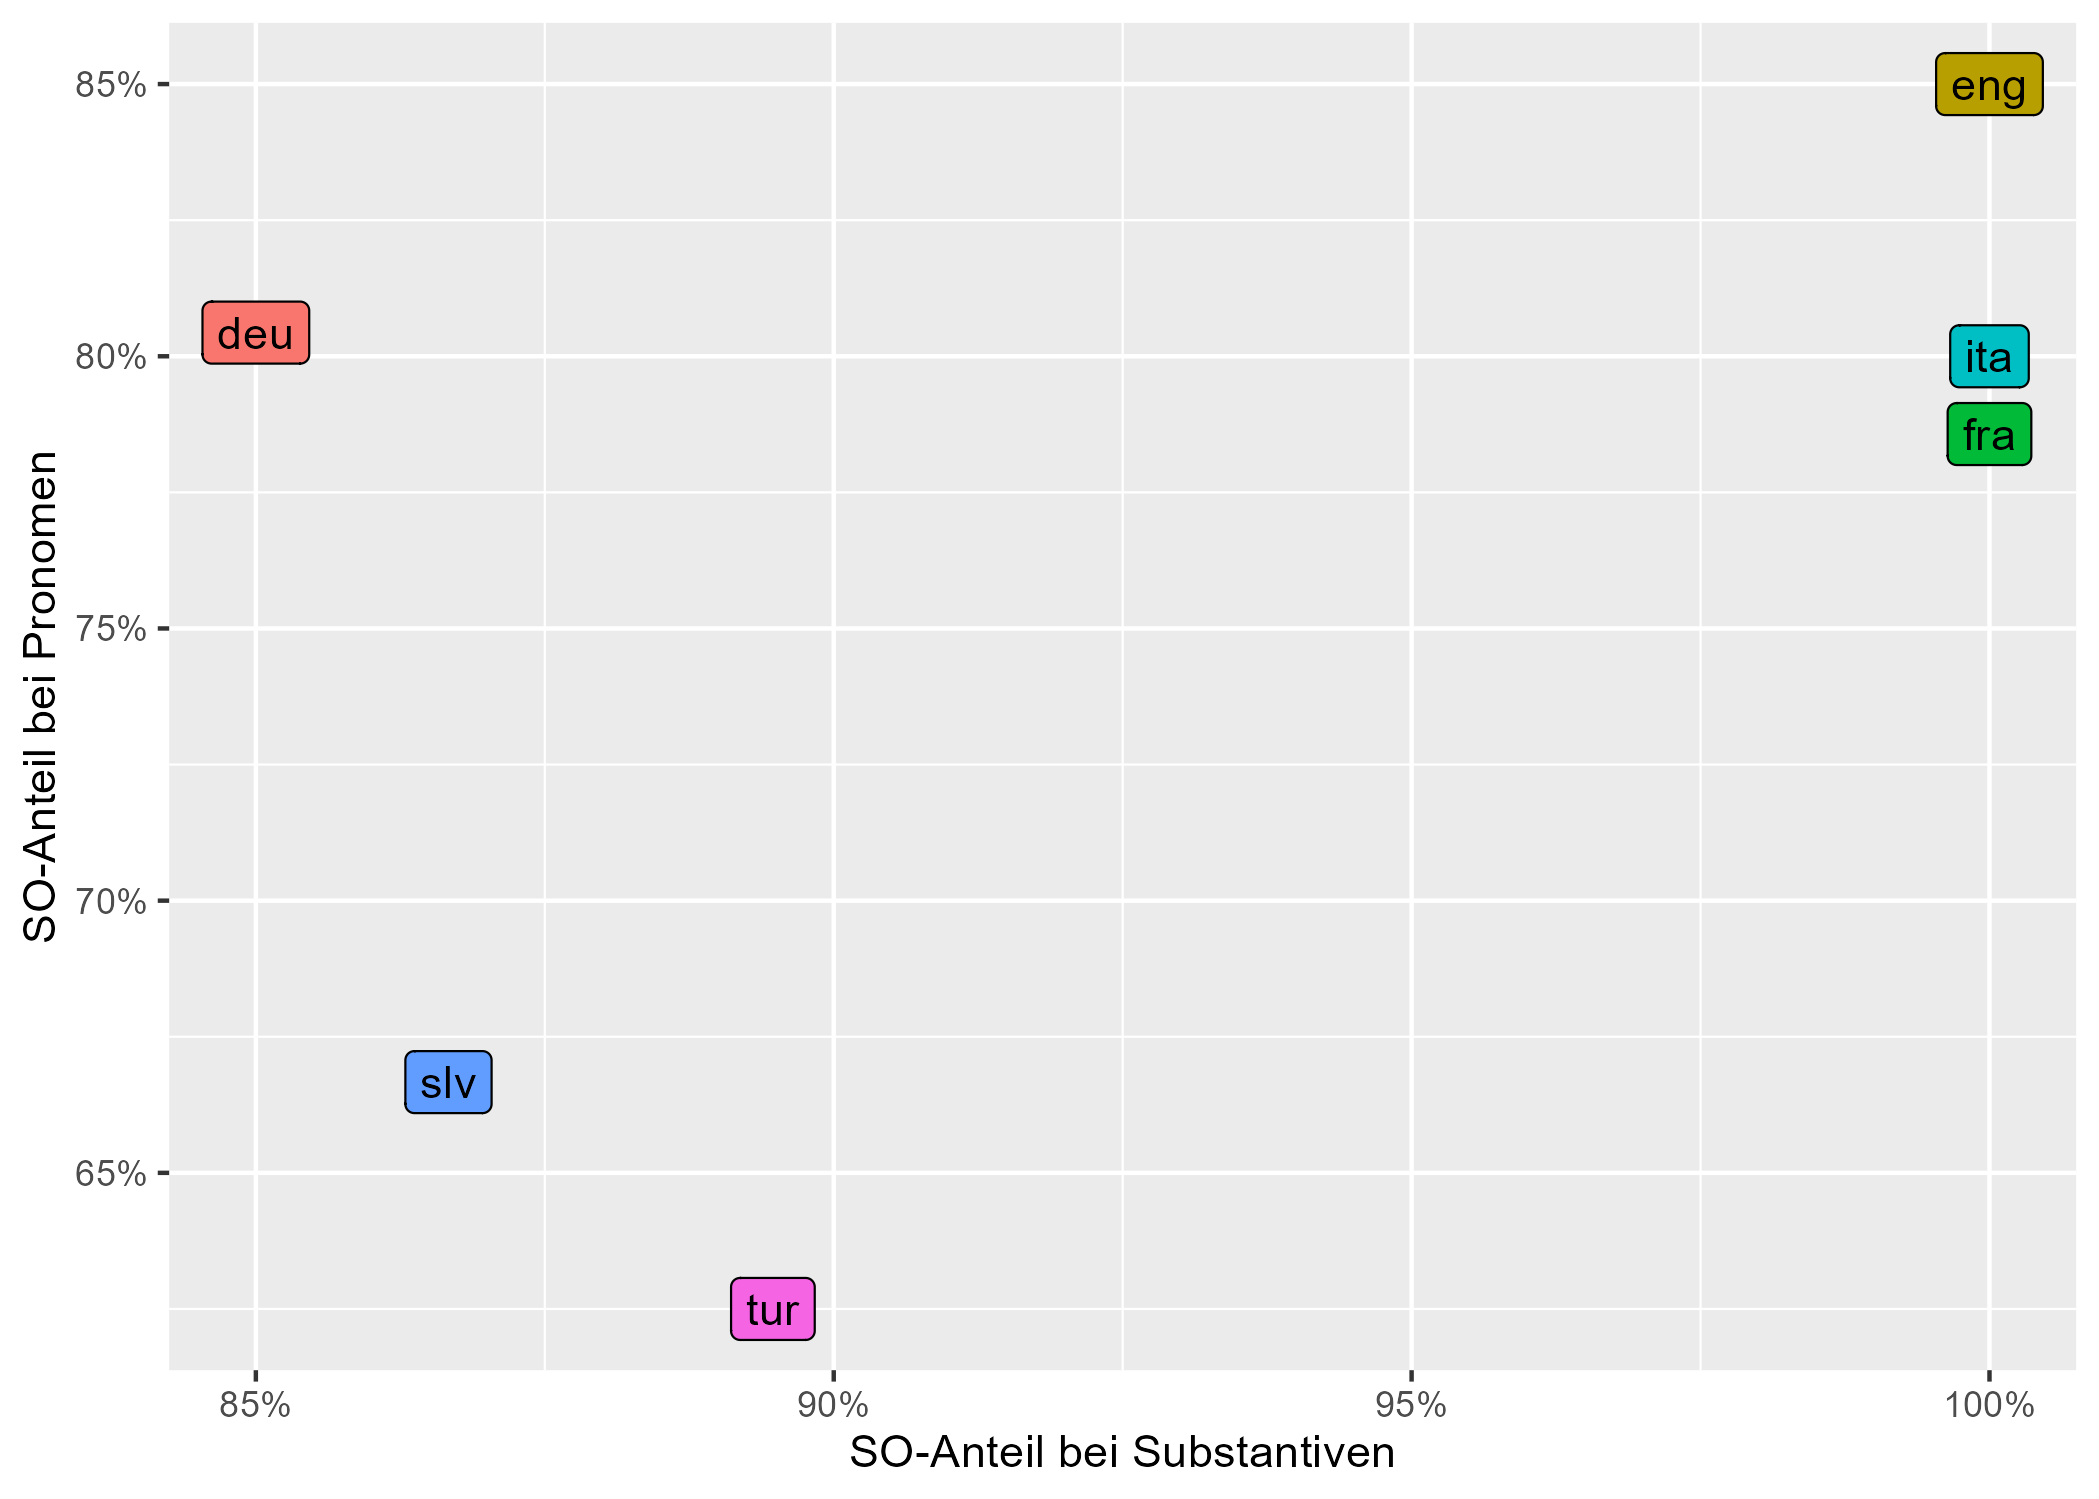 85%
80%
75%
70%
65%
SO-Anteil bei Pronomen
eng
deu
ita
fra
slv
tur
85%
90%
95%
100%
SO-Anteil bei Substantiven